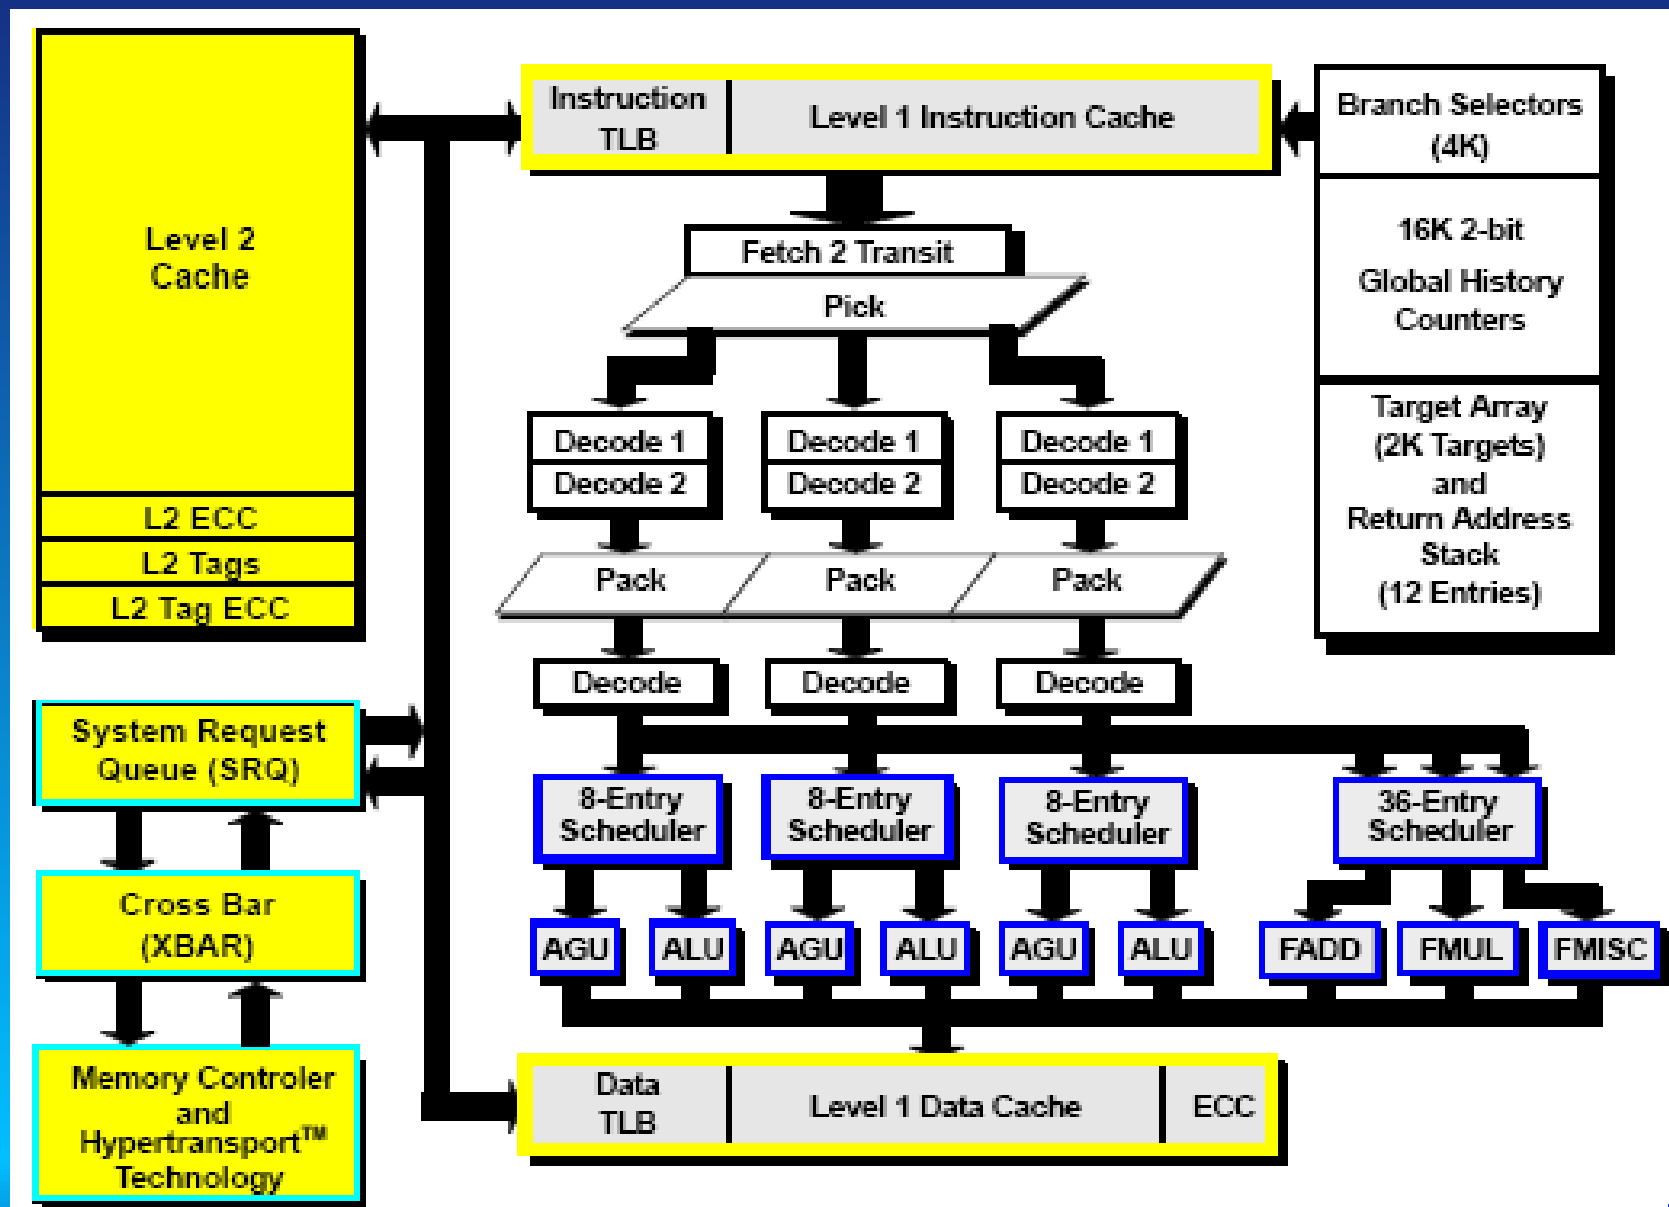 Level 2
Cache
L2 ECC
L2 Tags
L2 Tag ECC
System Request
Queue (SRQ)
Cross Bar
(XBAR)
Memory Controler
and
Hypertransport™
Technology
Instruction
TLB
Level 1 Instruction Cache
Branch Selectors
(4K)
16K 2-bit
Global History
Counters
Target Array
(2K Targets)
and
Return Address
Stack
(12 Entries)
Fetch 2 Transit
Pick
Decode 1
Decode 1
Decode 1
Decode 2
Decode 2
Decode 2
Pack
Pack
Pack
Decode
Decode
Decode
8-Entry
Scheduler
8-Entry
Scheduler
8-Entry
Scheduler
36-Entry
Scheduler
AGU
ALU
AGU
ALU
AGU
ALU
FADD
FMUL
FMISC
Data
TLB
Level 1 Data Cache
ECC